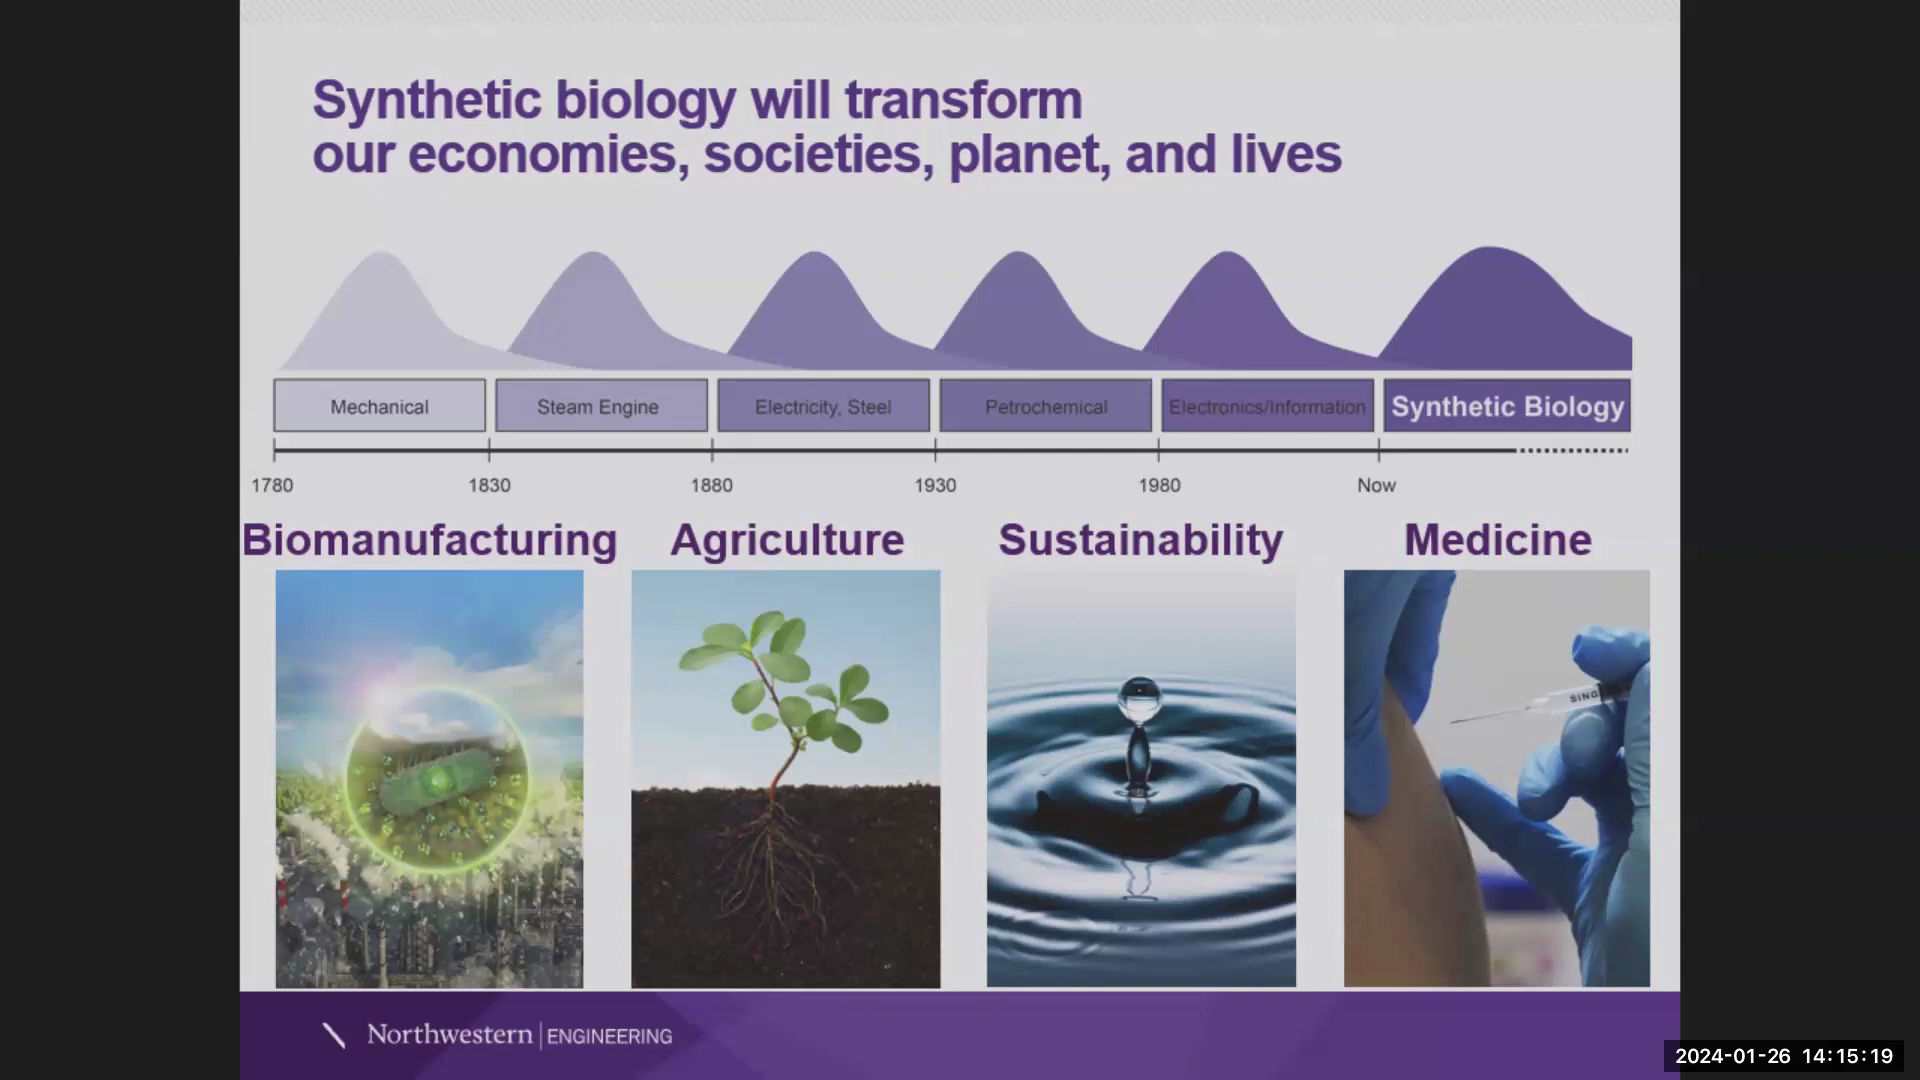 Synthetic biology will transform
our economies, societies, planet, and lives
Mechanical
Steam Engine
Electricity, Steel
Petrochemical
Electronics/Information
Synthetic Biology
1780
1830
1880
1930
1980
Now
Biomanufacturing
Agriculture
Sustainability
Medicine
SING
Northwestern | ENGINEERING
2024-01-26 14:15:19